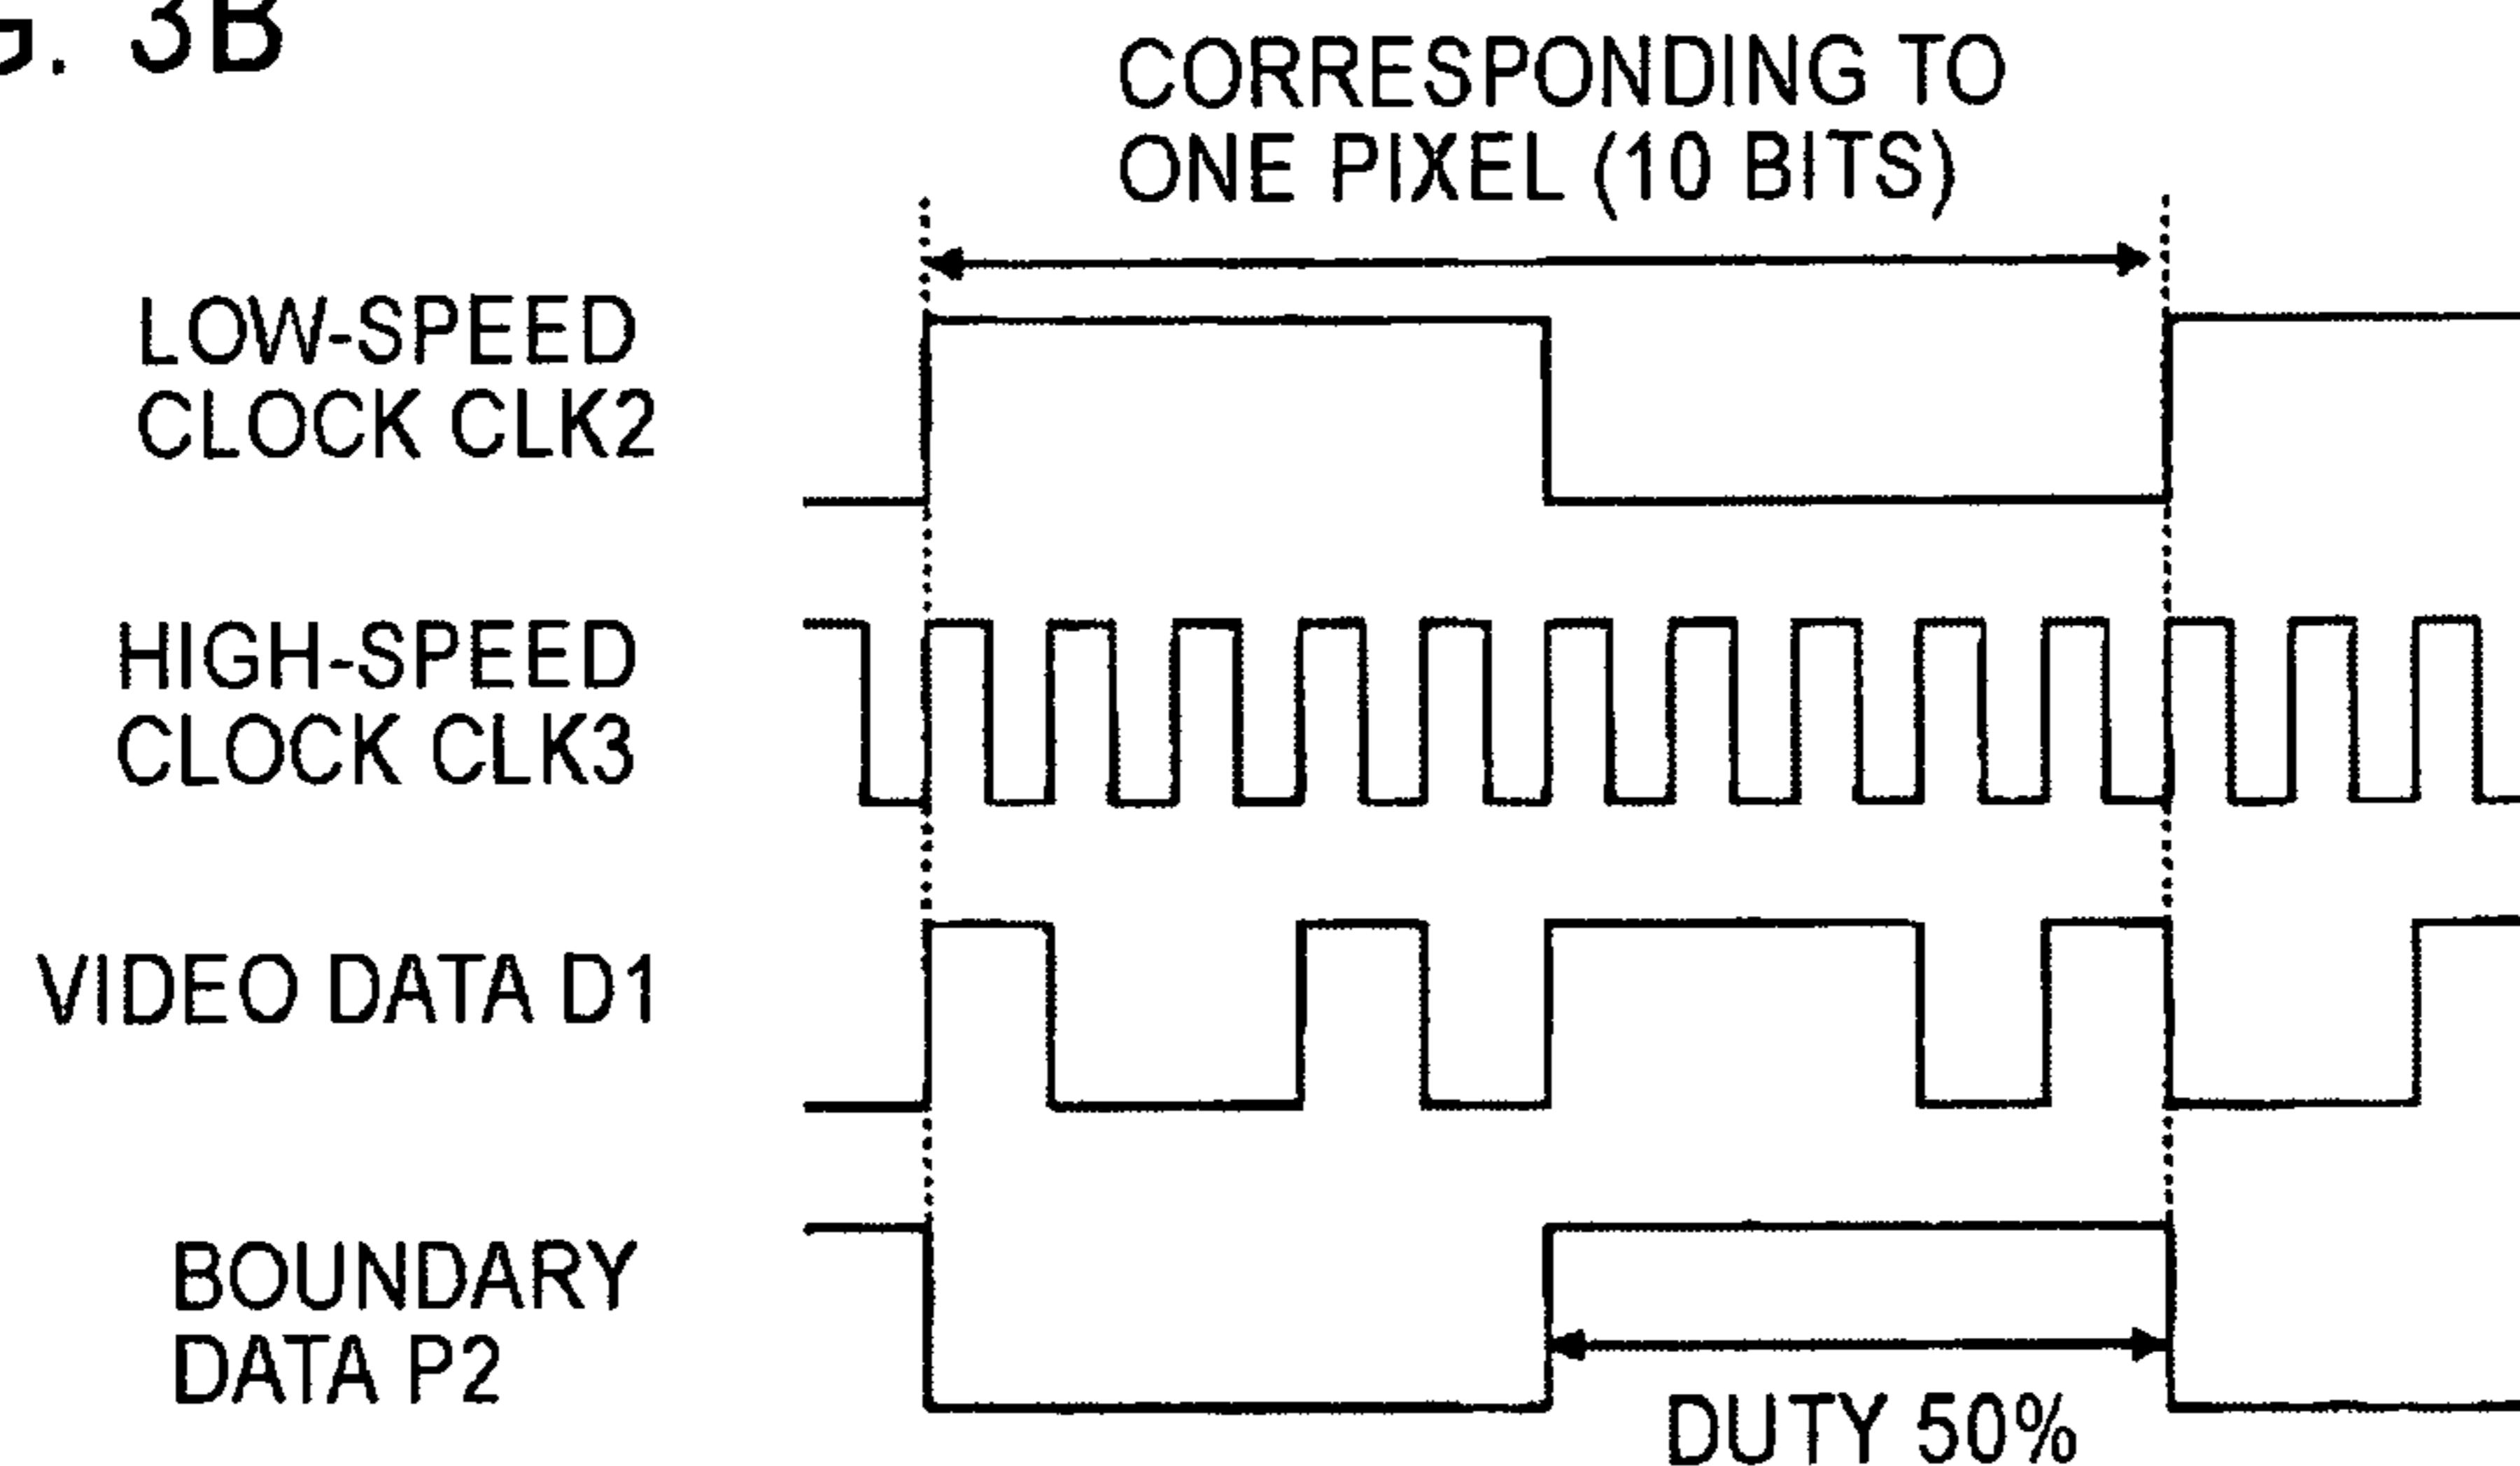 G. 3B
CORRESPONDING TO
ONE PIXEL (10 BITS)
LOW-SPEED
CLOCK CLK2
HIGH-SPEED
CLOCK CLK3
VIDEO DATA D1
BOUNDARY
DATA P2
DUTY 50%